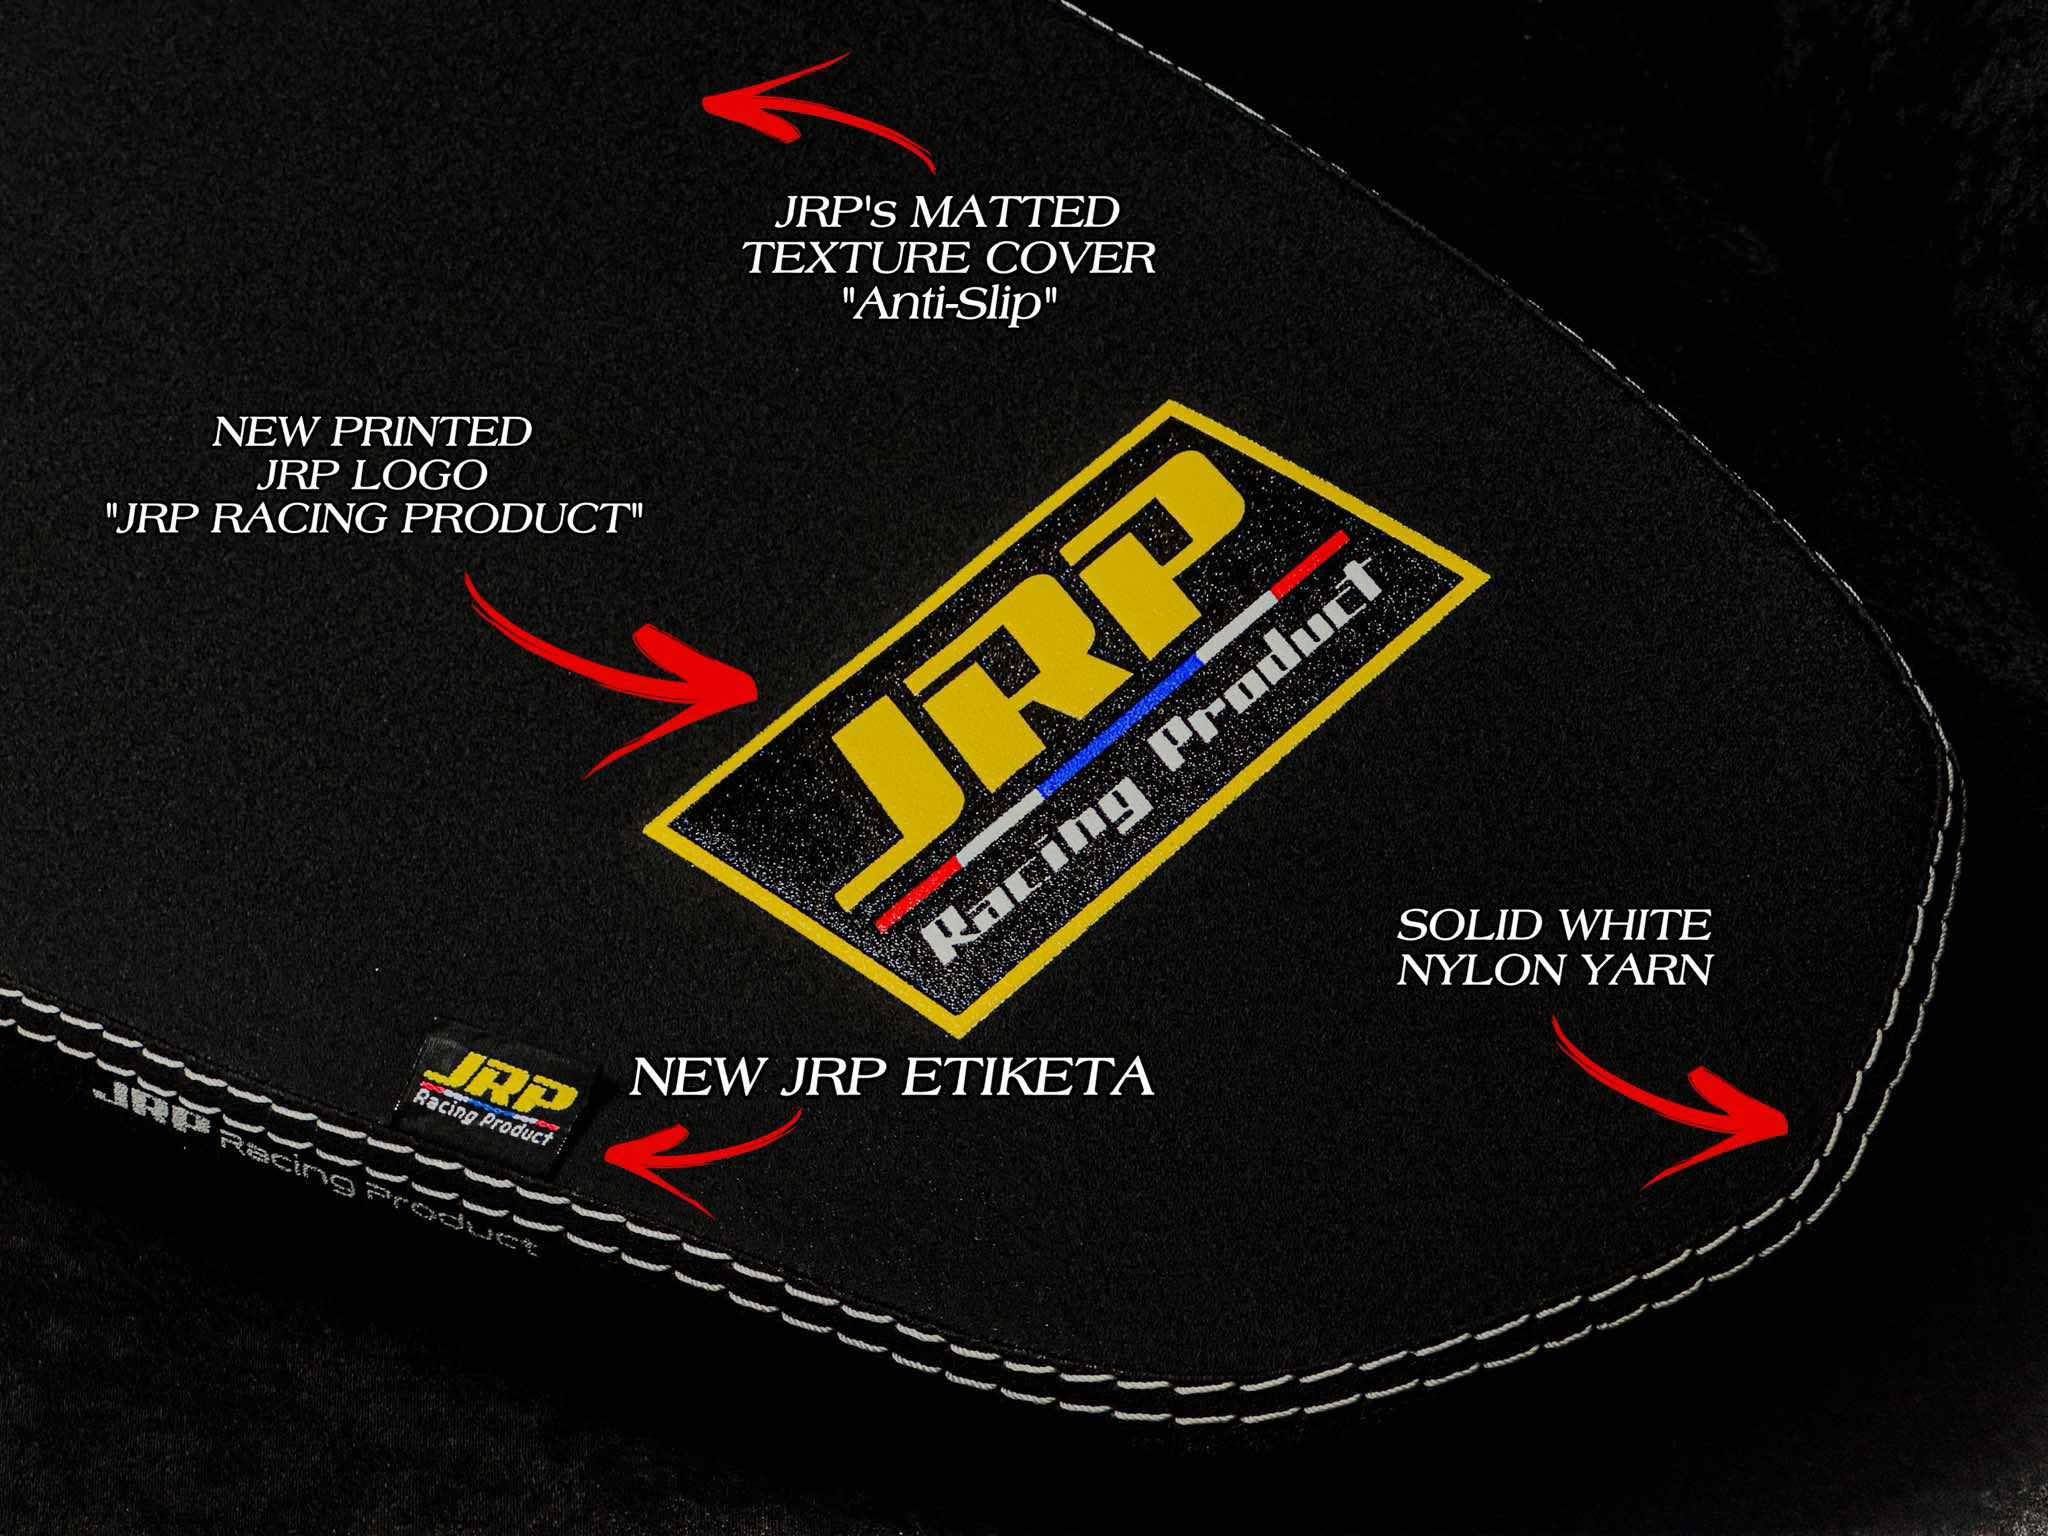 JRP's MATTED
TEXTURE COVER
"Anti-Slip"
NEW PRINTED
JRP LOGO
"JRP RACING PRODUCT"
JRP
Racing Product
SOLID WHITE
NYLON YARN
NEW JRP ETIKETA
JRP
Racing Product
JRP Racing Product